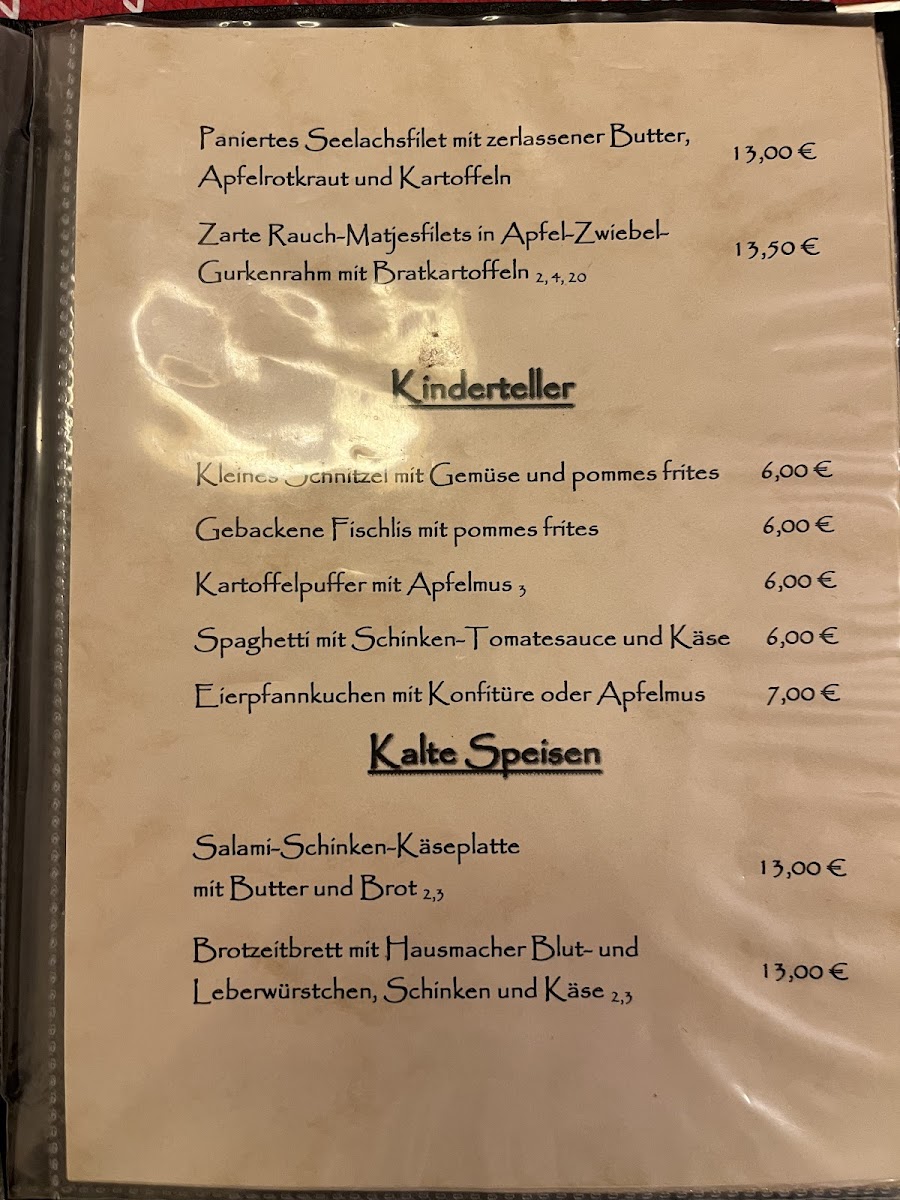 Paniertes Seelachsfilet mit zerlassener Butter,
Apfelrotkraut und Kartoffeln 13,00 €
Zarte Rauch-Matjesfilets in Apfel-Zwiebel-
Gurkenrahm mit Bratkartoffeln 2, 4, 20 13,50 €
Kinderteller
Kleines Schnitzel mit Gemüse und pommes frites 6,00 €
Gebackene Fischlis mit pommes frites 6,00 €
Kartoffelpuffer mit Apfelmus 3 6,00 €
Spaghetti mit Schinken-Tomatesauce und Käse 6,00 €
Eierpfannkuchen mit Konfitüre oder Apfelmus 7,00 €
Kalte Speisen
Salami-Schinken-Käseplatte
mit Butter und Brot 2,3 13,00 €
Brotzeitbrett mit Hausmacher Blut- und
Leberwürstchen, Schinken und Käse 2,3 13,00 €